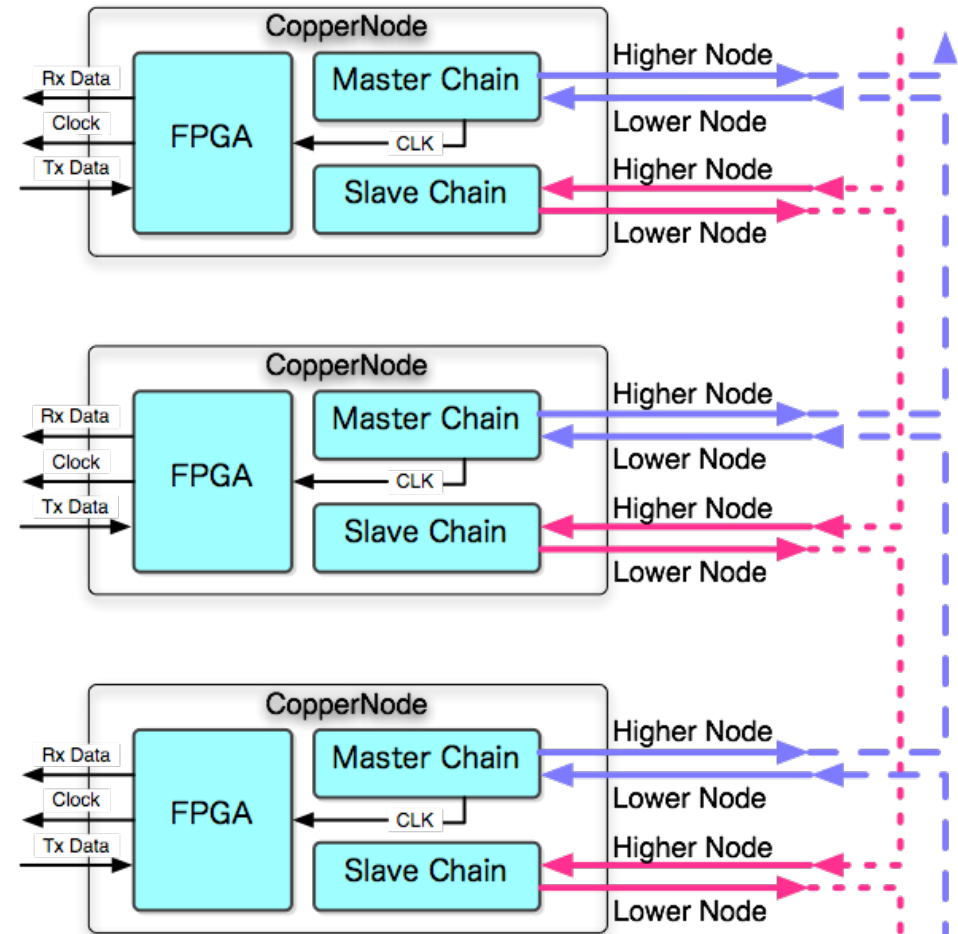 CopperNode
Higher Node
Rx Data
Master Chain
Clock
FPGA
Lower Node
CLK
Tx Data
Higher Node
Slave Chain
Lower Node
CopperNode
Higher Node
Rx Data
Master Chain
Clock
FPGA
Lower Node
CLK
Tx Data
Higher Node
Slave Chain
Lower Node
CopperNode
Higher Node
Rx Data
Master Chain
Clock
FPGA
Lower Node
CLK
Tx Data
Higher Node
Slave Chain
Lower Node